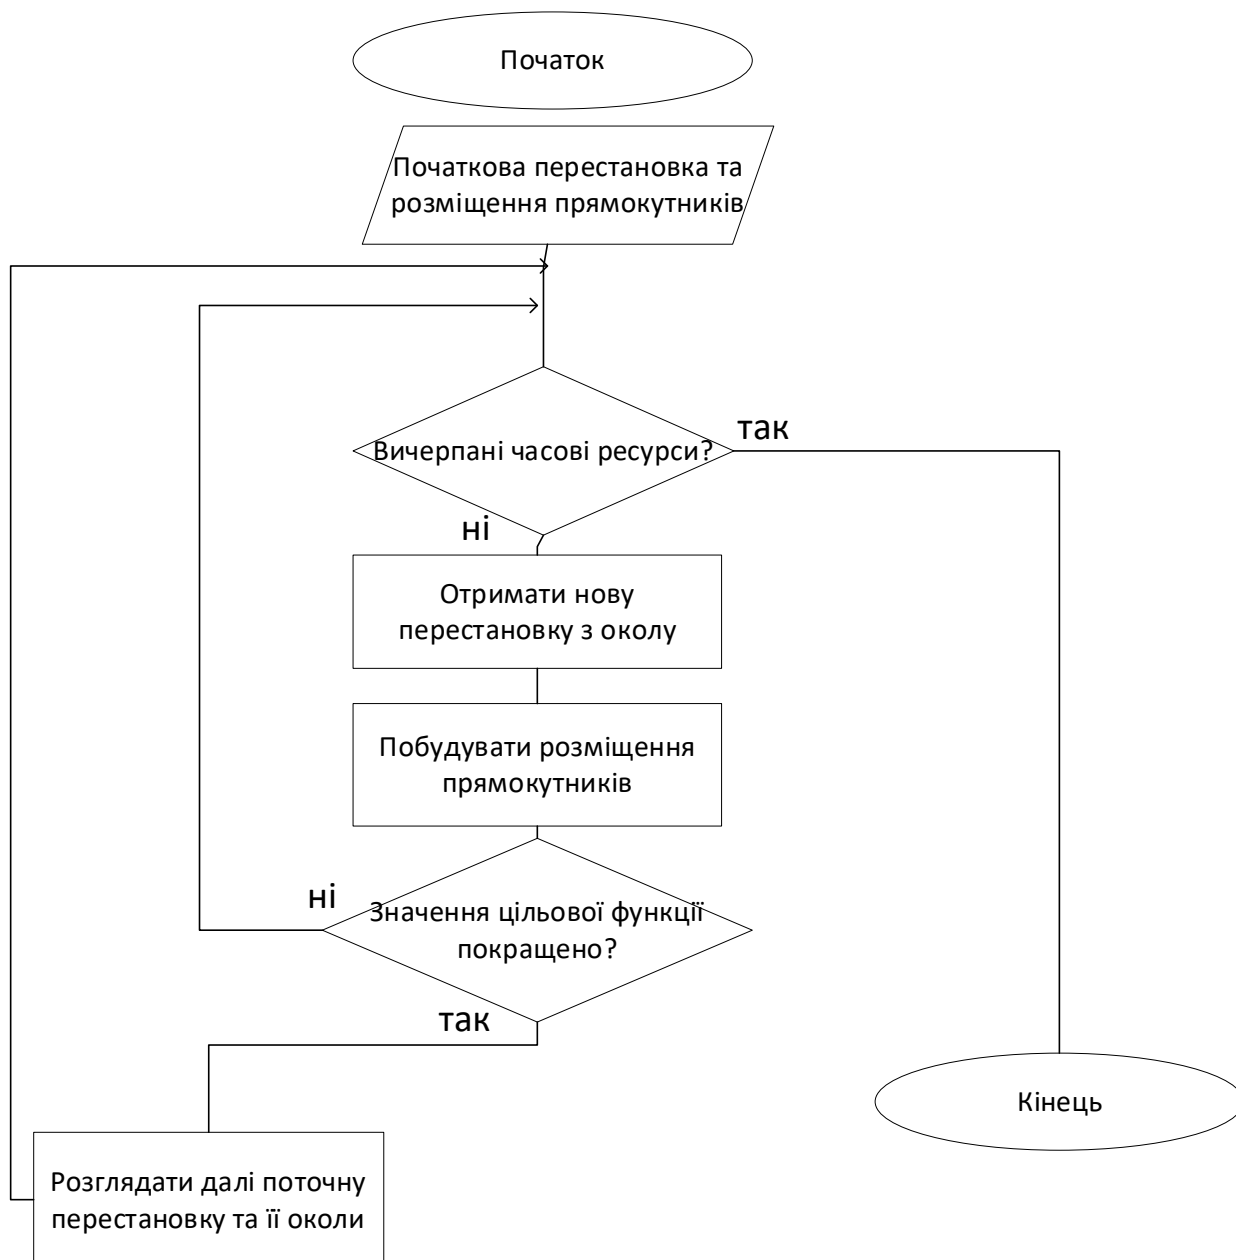 Початок
Початкова перестановка та
розміщення прямокутників
Вичерпані часові ресурси?
так
ні
Отримати нову
перестановку з околу
Побудувати розміщення
прямокутників
ні
Значення цільової функції
покращено?
так
Кінець
Розглядати далі поточну
перестановку та її околи